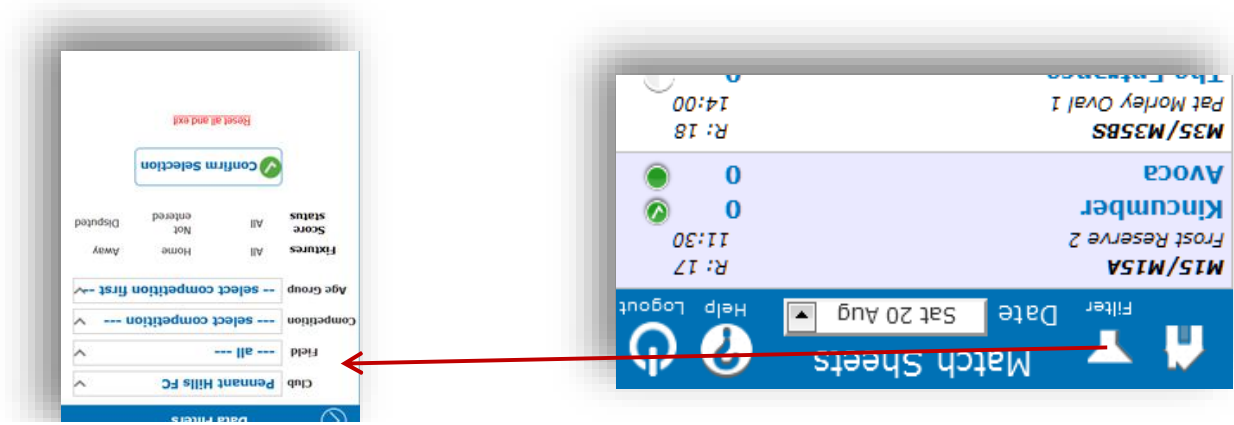 Match Sheets
Filter Date Sat 20 Aug Help Logout
M15/M15A R: 17
Frost Reserve 2 11:30
Kincumber 0
Avoca 0
M35/M35BS R: 18
Pat Morley Oval 1 14:00
The Entrance 0
Data Filters
Club Pennant Hills FC
Field --- all ---
Competition --- select competition ---
Age Group -- select competition first --
Fixtures All Home Away
Score status All Not entered Disputed
Confirm Selection
Reset all and exit